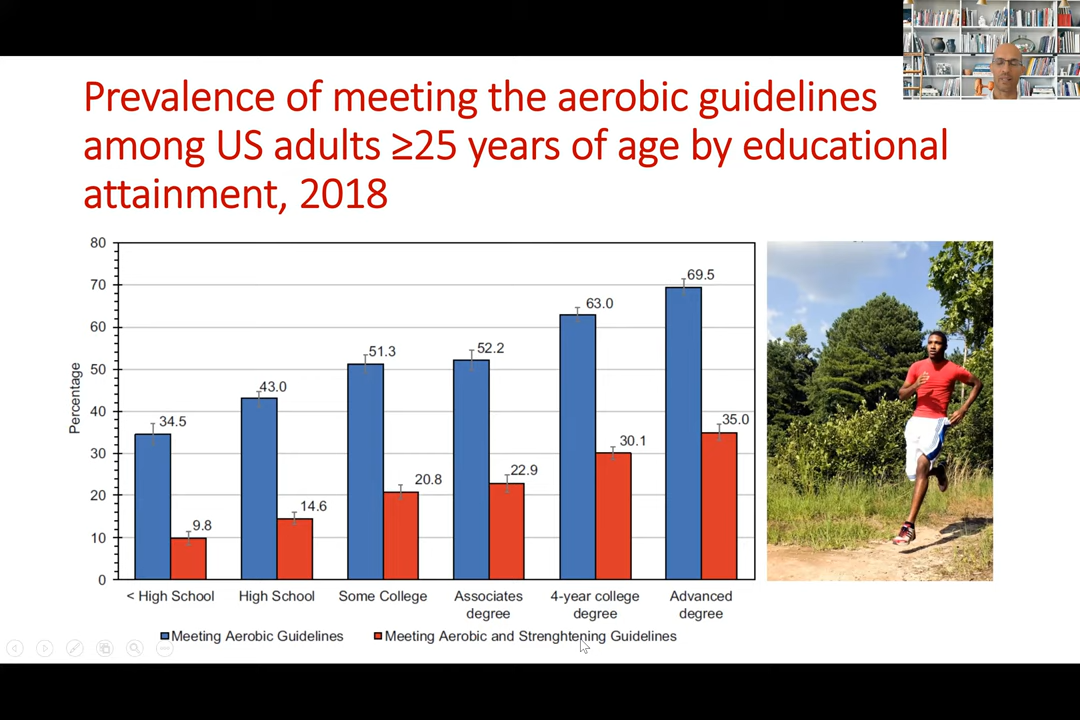 Prevalence of meeting the aerobic guidelines
among US adults ≥25 years of age by educational
attainment, 2018
80
70
60
50
40
30
20
10
0
Percentage
34.5
9.8
43.0
14.6
51.3
20.8
52.2
22.9
63.0
30.1
69.5
35.0
< High School
High School
Some College
Associates
degree
4-year college
degree
Advanced
degree
Meeting Aerobic Guidelines
Meeting Aerobic and Strenghtening Guidelines